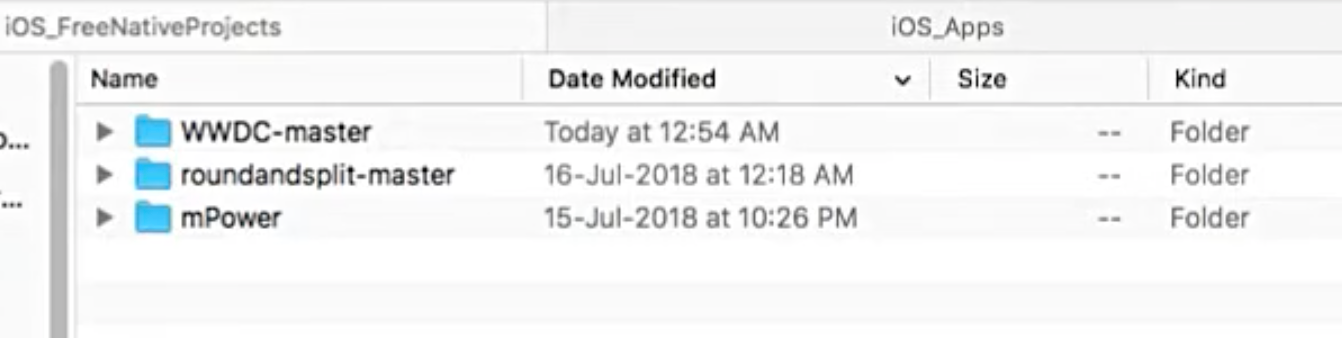 iOS_FreeNativeProjects iOS_Apps
Name Date Modified Size Kind
WWDC-master Today at 12:54 AM -- Folder
roundandsplit-master 16-Jul-2018 at 12:18 AM -- Folder
mPower 15-Jul-2018 at 10:26 PM -- Folder